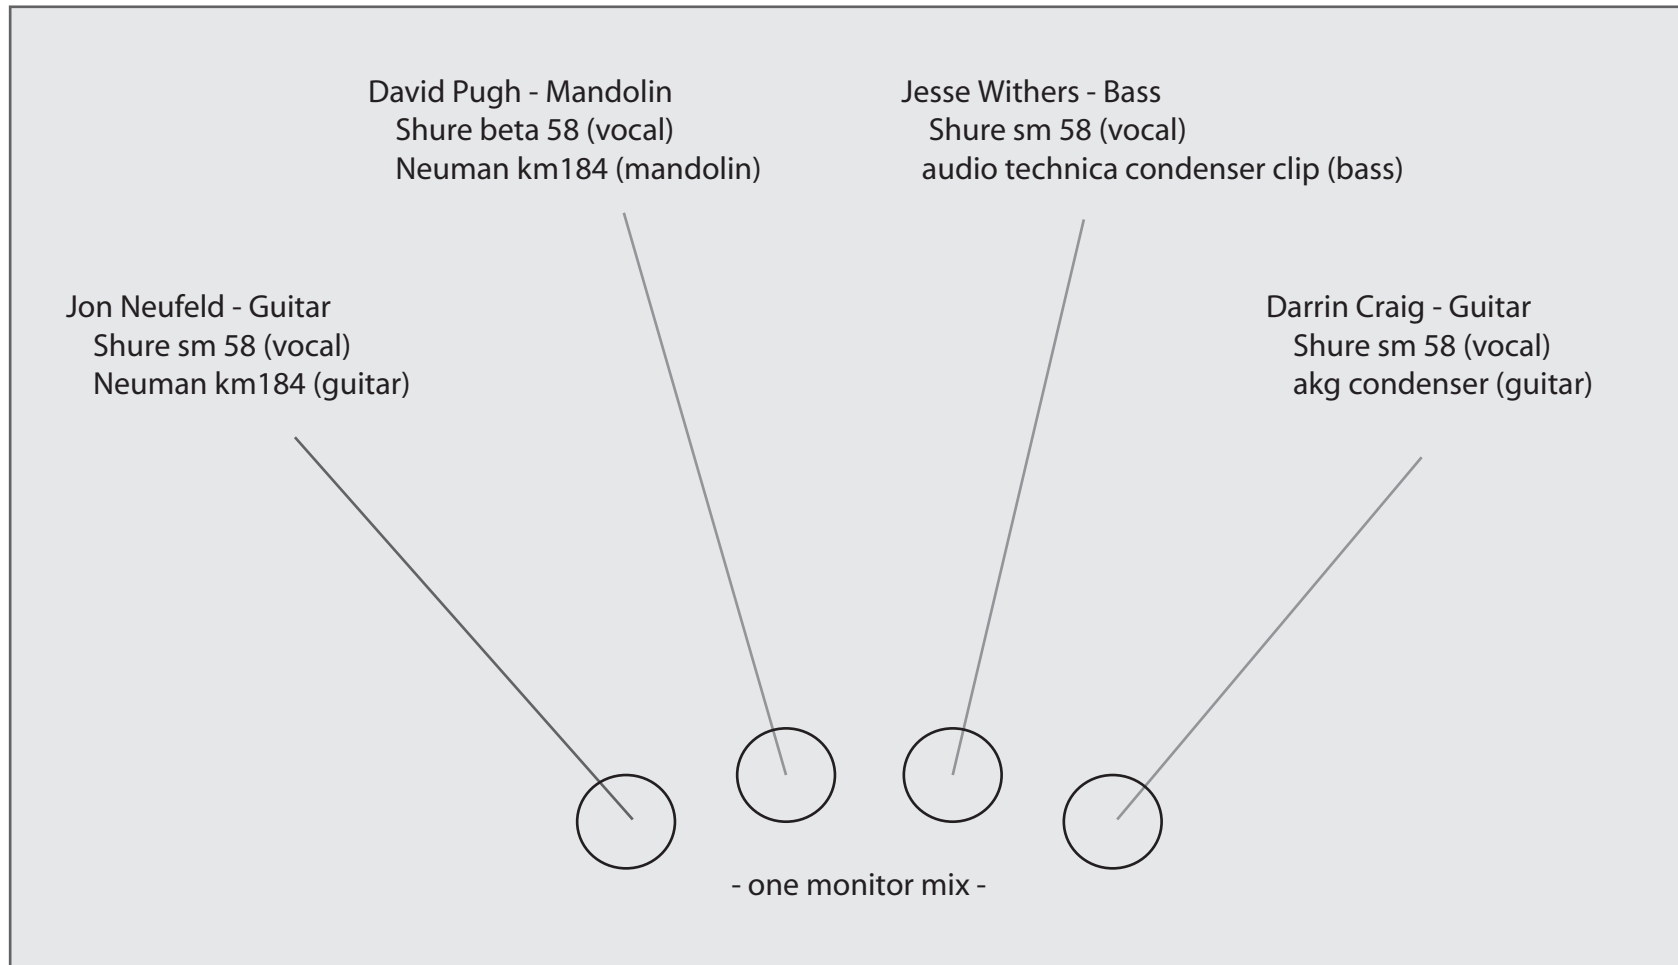 David Pugh - Mandolin
Shure beta 58 (vocal)
Neuman km184 (mandolin)
Jesse Withers - Bass
Shure sm 58 (vocal)
audio technica condenser clip (bass)
Jon Neufeld - Guitar
Shure sm 58 (vocal)
Neuman km184 (guitar)
Darrin Craig - Guitar
Shure sm 58 (vocal)
akg condenser (guitar)
- one monitor mix -